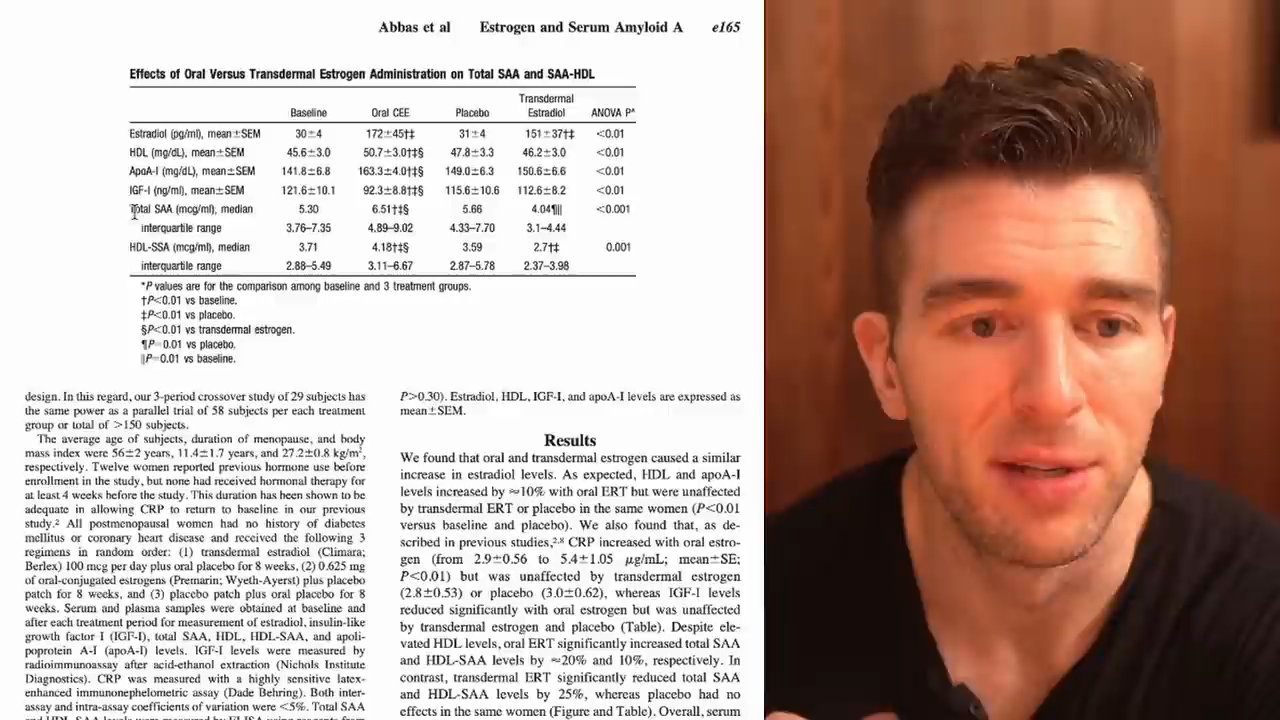 Abbas et al Estrogen and Serum Amyloid A e165
Effects of Oral Versus Transdermal Estrogen Administration on Total SAA and SAA-HDL
Baseline Oral CEE Placebo Transdermal Estradiol ANOVA P*
Estradiol (pg/ml), mean±SEM 30±4 172±45†‡ 31±4 151±37†‡ <0.01
HDL (mg/dL), mean±SEM 45.6±3.0 50.7±3.0†‡§ 47.8±3.3 46.2±3.0 <0.01
ApoA-I (mg/dL), mean±SEM 141.8±6.8 163.3±4.0†‡§ 149.0±6.3 150.6±6.6 <0.01
IGF-I (ng/ml), mean±SEM 121.6±10.1 92.3±8.8†‡§ 115.6±10.6 112.6±8.2 <0.01
Total SAA (mcg/ml), median 5.30 6.51†‡§ 5.66 4.04¶|| <0.001
interquartile range 3.76–7.35 4.89–9.02 4.33–7.70 3.1–4.44
HDL-SSA (mcg/ml), median 3.71 4.18†‡§ 3.59 2.7†‡ 0.001
interquartile range 2.88–5.49 3.11–6.67 2.87–5.78 2.37–3.98
*P values are for the comparison among baseline and 3 treatment groups.
†P<0.01 vs baseline.
‡P<0.01 vs placebo.
§P<0.01 vs transdermal estrogen.
¶P=0.01 vs placebo.
||P=0.01 vs baseline.
design. In this regard, our 3-period crossover study of 29 subjects has
the same power as a parallel trial of 58 subjects per each treatment
group or total of >150 subjects.
The average age of subjects, duration of menopause, and body
mass index were 56±2 years, 11.4±1.7 years, and 27.2±0.8 kg/m²,
respectively. Twelve women reported previous hormone use before
enrollment in the study, but none had received hormonal therapy for
at least 4 weeks before the study. This duration has been shown to be
adequate in allowing CRP to return to baseline in our previous
study.² All postmenopausal women had no history of diabetes
mellitus or coronary heart disease and received the following 3
regimens in random order: (1) transdermal estradiol (Climara;
Berlex) 100 mcg per day plus oral placebo for 8 weeks, (2) 0.625 mg
of oral-conjugated estrogens (Premarin; Wyeth-Ayerst) plus placebo
patch for 8 weeks, and (3) placebo patch plus oral placebo for 8
weeks. Serum and plasma samples were obtained at baseline and
after each treatment period for measurement of estradiol, insulin-like
growth factor I (IGF-I), total SAA, HDL, HDL-SAA, and apoli-
poprotein A-I (apoA-I) levels. IGF-I levels were measured by
radioimmunoassay after acid-ethanol extraction (Nichols Institute
Diagnostics). CRP was measured with a highly sensitive latex-
enhanced immunonephelometric assay (Dade Behring). Both inter-
assay and intra-assay coefficients of variation were <5%. Total SAA
and HDL-SAA levels were measured by ELISA using reagents from
P>0.30). Estradiol, HDL, IGF-I, and apoA-I levels are expressed as
mean±SEM.
Results
We found that oral and transdermal estrogen caused a similar
increase in estradiol levels. As expected, HDL and apoA-I
levels increased by ≈10% with oral ERT but were unaffected
by transdermal ERT or placebo in the same women (P<0.01
versus baseline and placebo). We also found that, as de-
scribed in previous studies,²,⁸ CRP increased with oral estro-
gen (from 2.9±0.56 to 5.4±1.05 μg/mL; mean±SE;
P<0.01) but was unaffected by transdermal estrogen
(2.8±0.53) or placebo (3.0±0.62), whereas IGF-I levels
reduced significantly with oral estrogen but was unaffected
by transdermal estrogen and placebo (Table). Despite ele-
vated HDL levels, oral ERT significantly increased total SAA
and HDL-SAA levels by ≈20% and 10%, respectively. In
contrast, transdermal ERT significantly reduced total SAA
and HDL-SAA levels by 25%, whereas placebo had no
effects in the same women (Figure and Table). Overall, serum